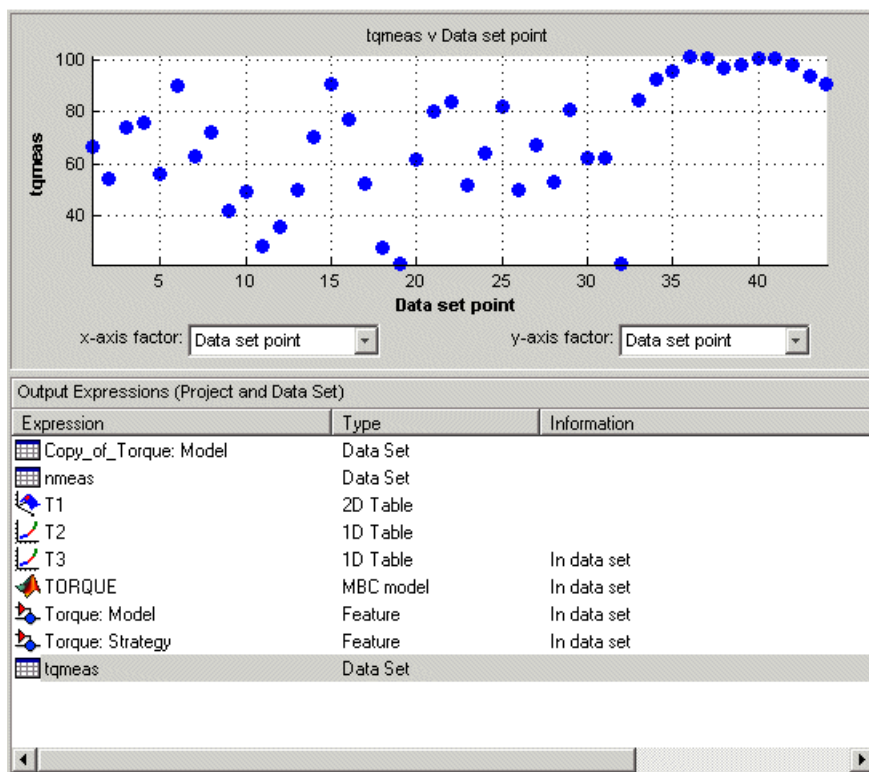 tqmeas v Data set point
100
80
60
40
tqmeas
5 10 15 20 25 30 35 40
Data set point
x-axis factor: Data set point y-axis factor: Data set point
Output Expressions (Project and Data Set)
Expression Type Information
Copy_of_Torque: Model Data Set
nmeas Data Set
T1 2D Table
T2 1D Table
T3 1D Table In data set
TORQUE MBC model In data set
Torque: Model Feature In data set
Torque: Strategy Feature In data set
tqmeas Data Set